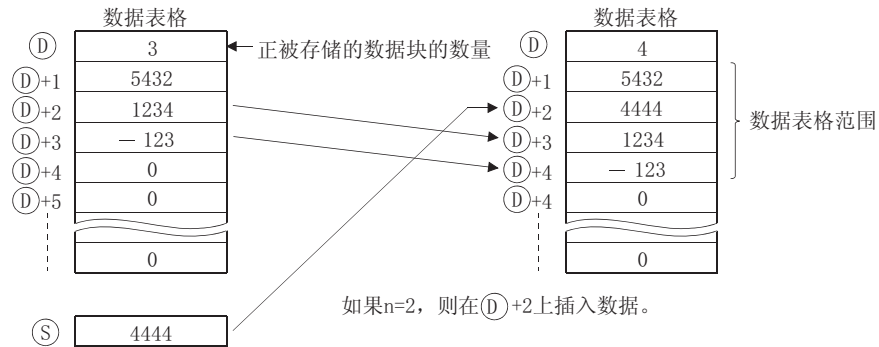 数据表格 数据表格
D 3 正被存储的数据块的数量 D 4
D+1 5432 D+1 5432
D+2 1234 D+2 4444
D+3 — 123 D+3 1234
D+4 0 D+4 — 123
D+5 0 D+4 0
数据表格范围
0 0
如果n=2，则在D+2上插入数据。
S 4444